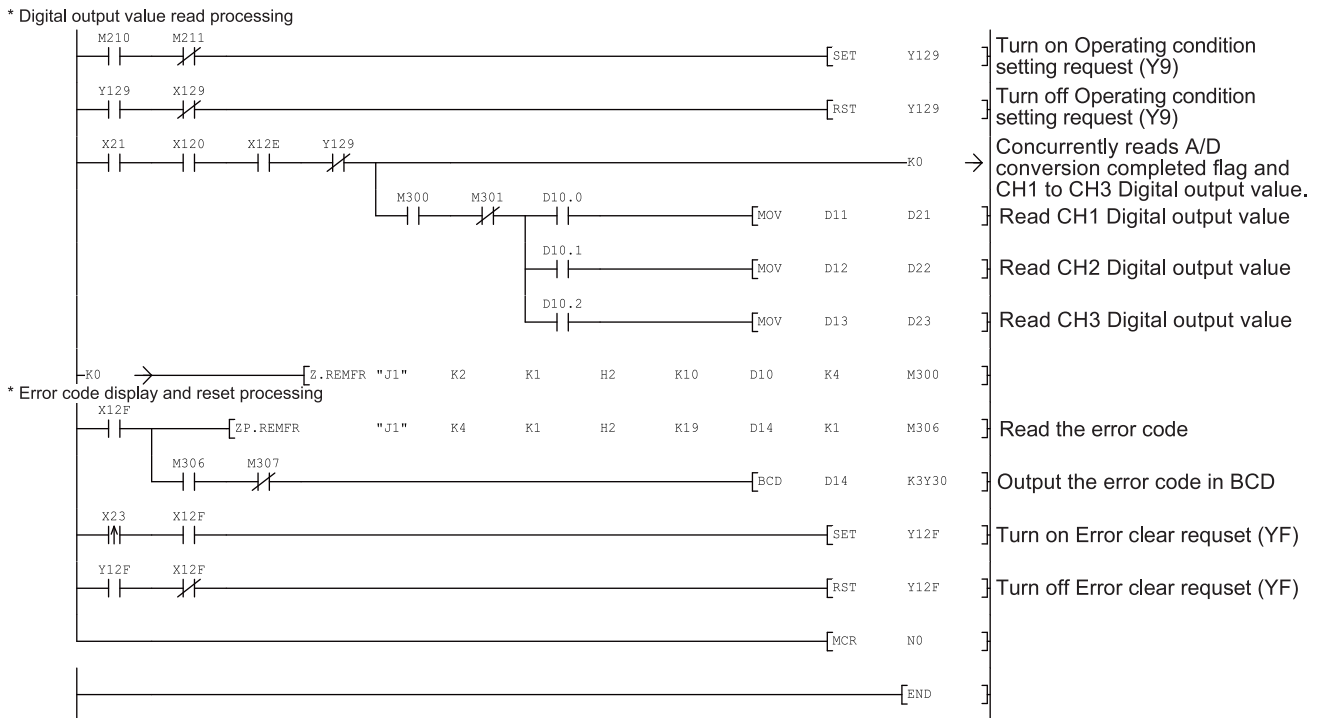 * Digital output value read processing
M210 M211
SET Y129
Turn on Operating condition
setting request (Y9)
Y129 X129
RST Y129
Turn off Operating condition
setting request (Y9)
X21 X120 X12E Y129
K0
Concurrently reads A/D
conversion completed flag and
CH1 to CH3 Digital output value.
M300 M301 D10.0
MOV D11 D21
Read CH1 Digital output value
D10.1
MOV D12 D22
Read CH2 Digital output value
D10.2
MOV D13 D23
Read CH3 Digital output value
K0
Z.REMFR "J1" K2 K1 H2 K10 D10 K4 M300
* Error code display and reset processing
X12F
ZP.REMFR "J1" K4 K1 H2 K19 D14 K1 M306
Read the error code
M306 M307
BCD D14 K3Y30
Output the error code in BCD
X23 X12F
SET Y12F
Turn on Error clear requset (YF)
Y12F X12F
RST Y12F
Turn off Error clear requset (YF)
MCR N0
END